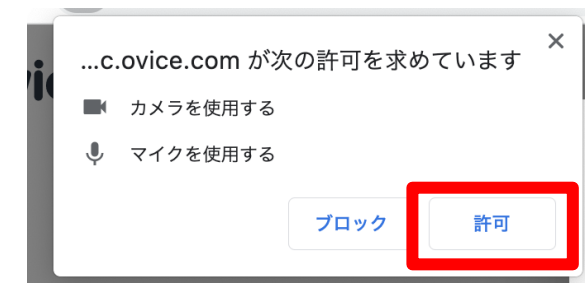 ...c.ovice.com が次の許可を求めています
カメラを使用する
マイクを使用する
ブロック
許可